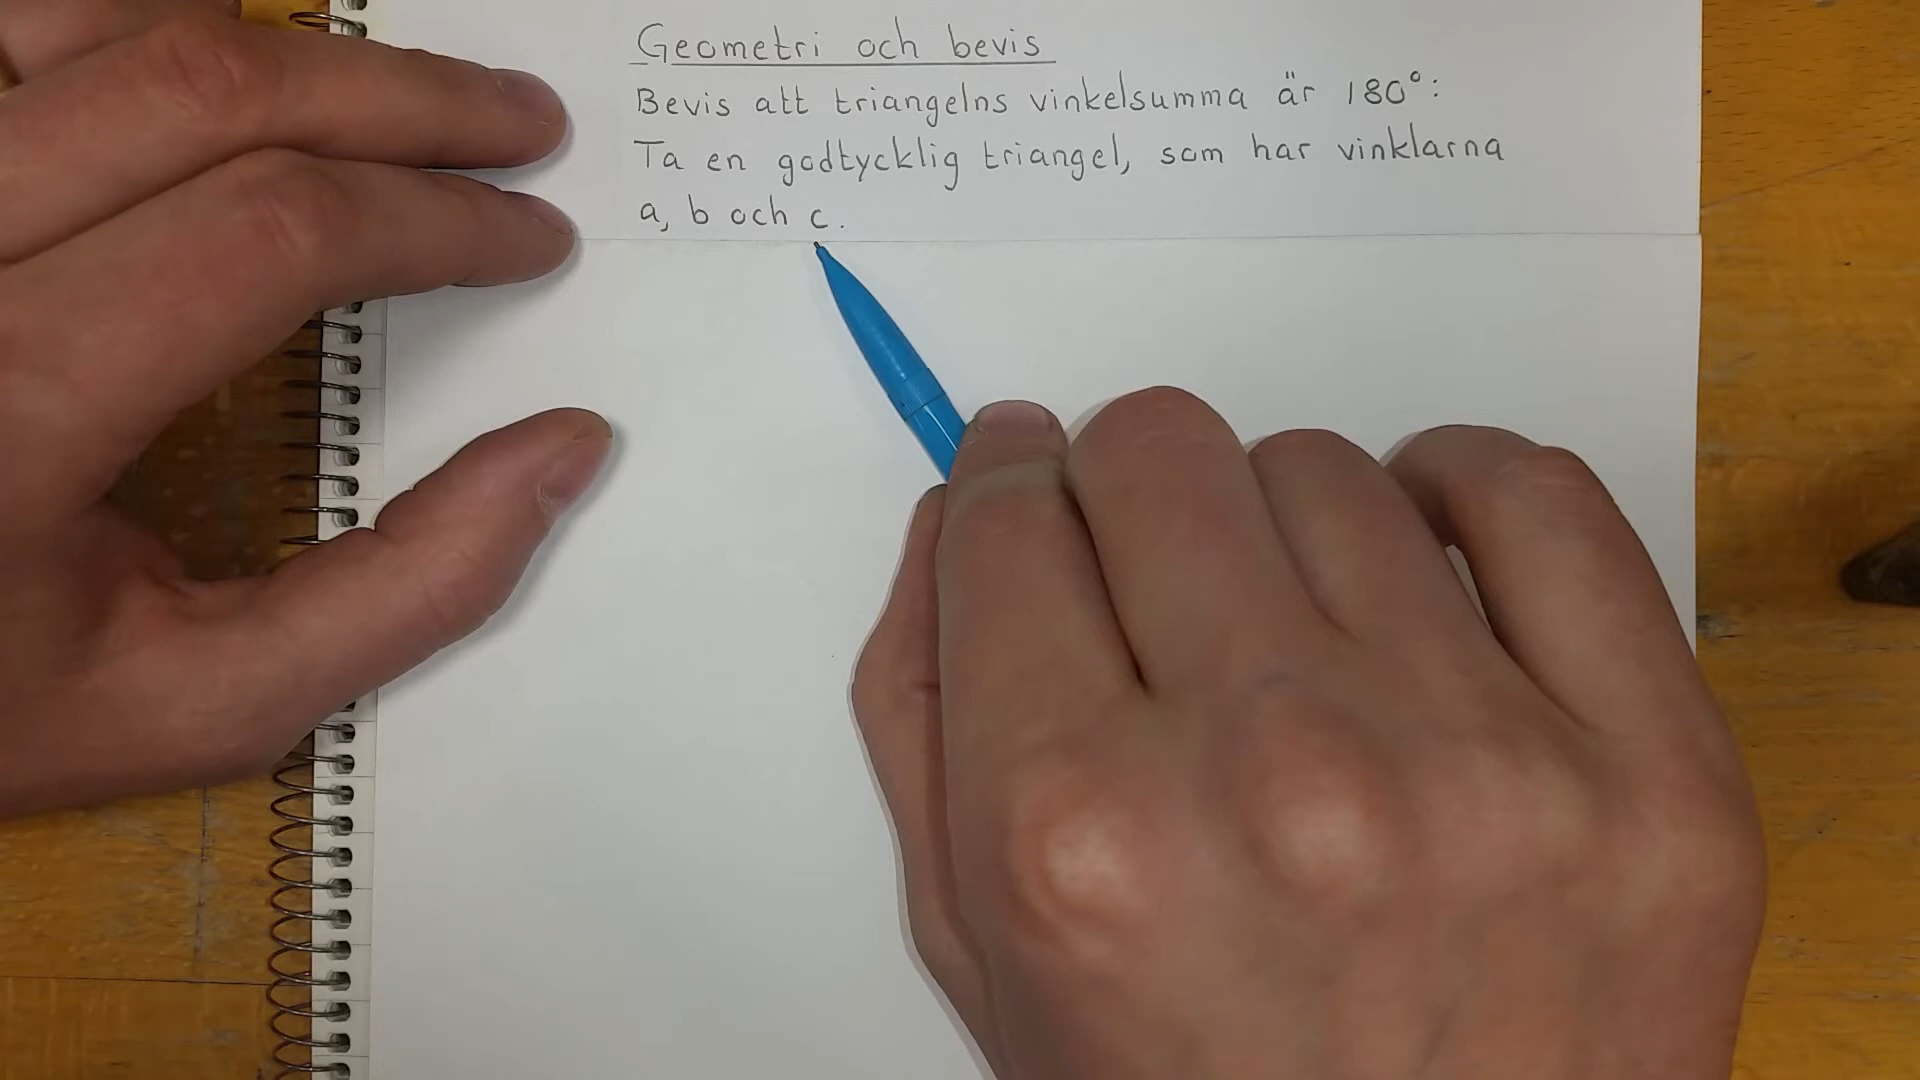 Geometri och bevis
Bevis att triangelns vinkelsumma är 180°:
Ta en godtycklig triangel, som har vinklarna
a, b och c.